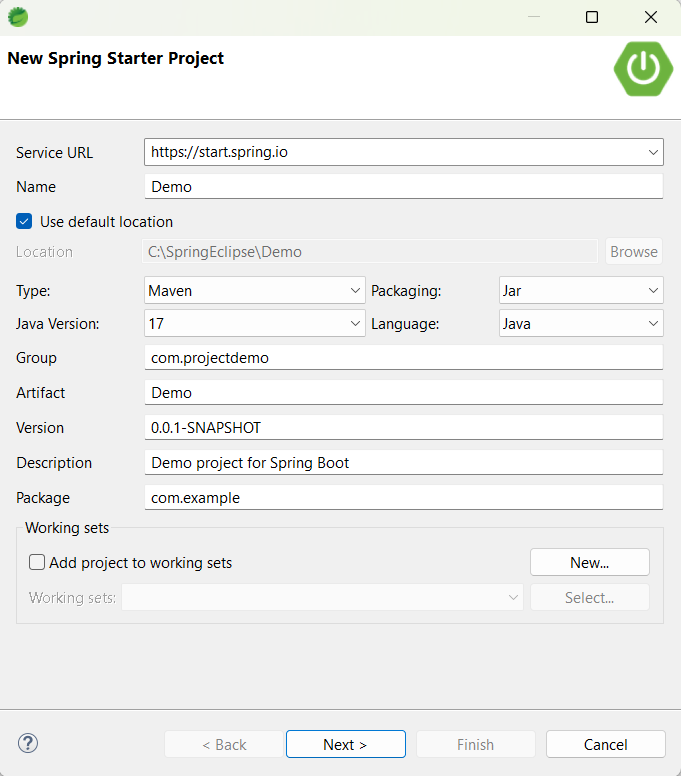 New Spring Starter Project
Service URL https://start.spring.io
Name Demo
Use default location
Location C:\SpringEclipse\Demo Browse
Type: Maven Packaging: Jar
Java Version: 17 Language: Java
Group com.projectdemo
Artifact Demo
Version 0.0.1-SNAPSHOT
Description Demo project for Spring Boot
Package com.example
Working sets
Add project to working sets New...
Working sets: Select...
? < Back Next > Finish Cancel